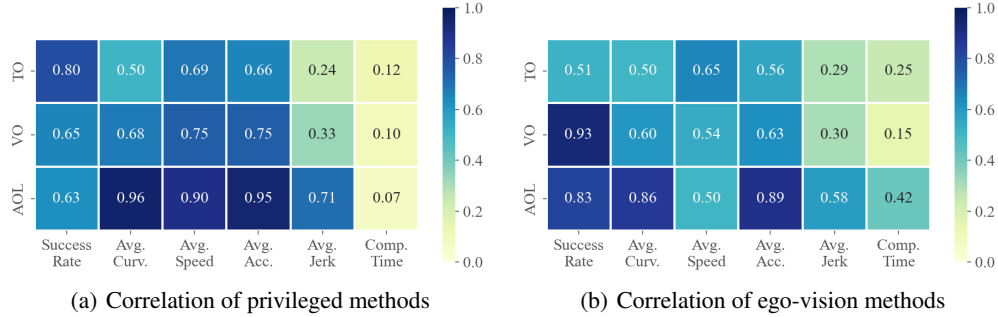 1.0
0.8
0.6
0.4
0.2
0.0
TO 0.80 0.50 0.69 0.66 0.24 0.12
VO 0.65 0.68 0.75 0.75 0.33 0.10
AOL 0.63 0.96 0.90 0.95 0.71 0.07
Success Avg. Avg. Avg. Avg. Comp.
Rate Curv. Speed Acc. Jerk Time
(a) Correlation of privileged methods
1.0
0.8
0.6
0.4
0.2
0.0
TO 0.51 0.50 0.65 0.56 0.29 0.25
VO 0.93 0.60 0.54 0.63 0.30 0.15
AOL 0.83 0.86 0.50 0.89 0.58 0.42
Success Avg. Avg. Avg. Avg. Comp.
Rate Curv. Speed Acc. Jerk Time
(b) Correlation of ego-vision methods